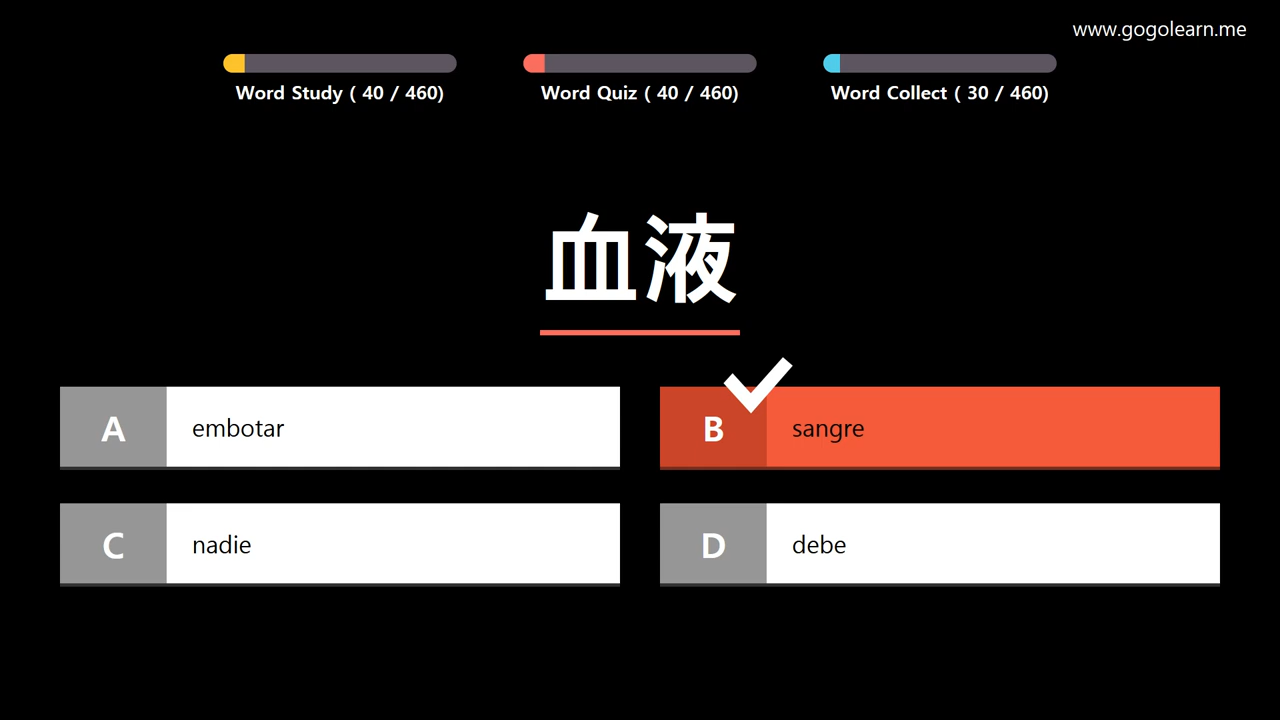 www.gogolearn.me
Word Study ( 40 / 460)
Word Quiz ( 40 / 460)
Word Collect ( 30 / 460)
血液
A embotar
B sangre
C nadie
D debe